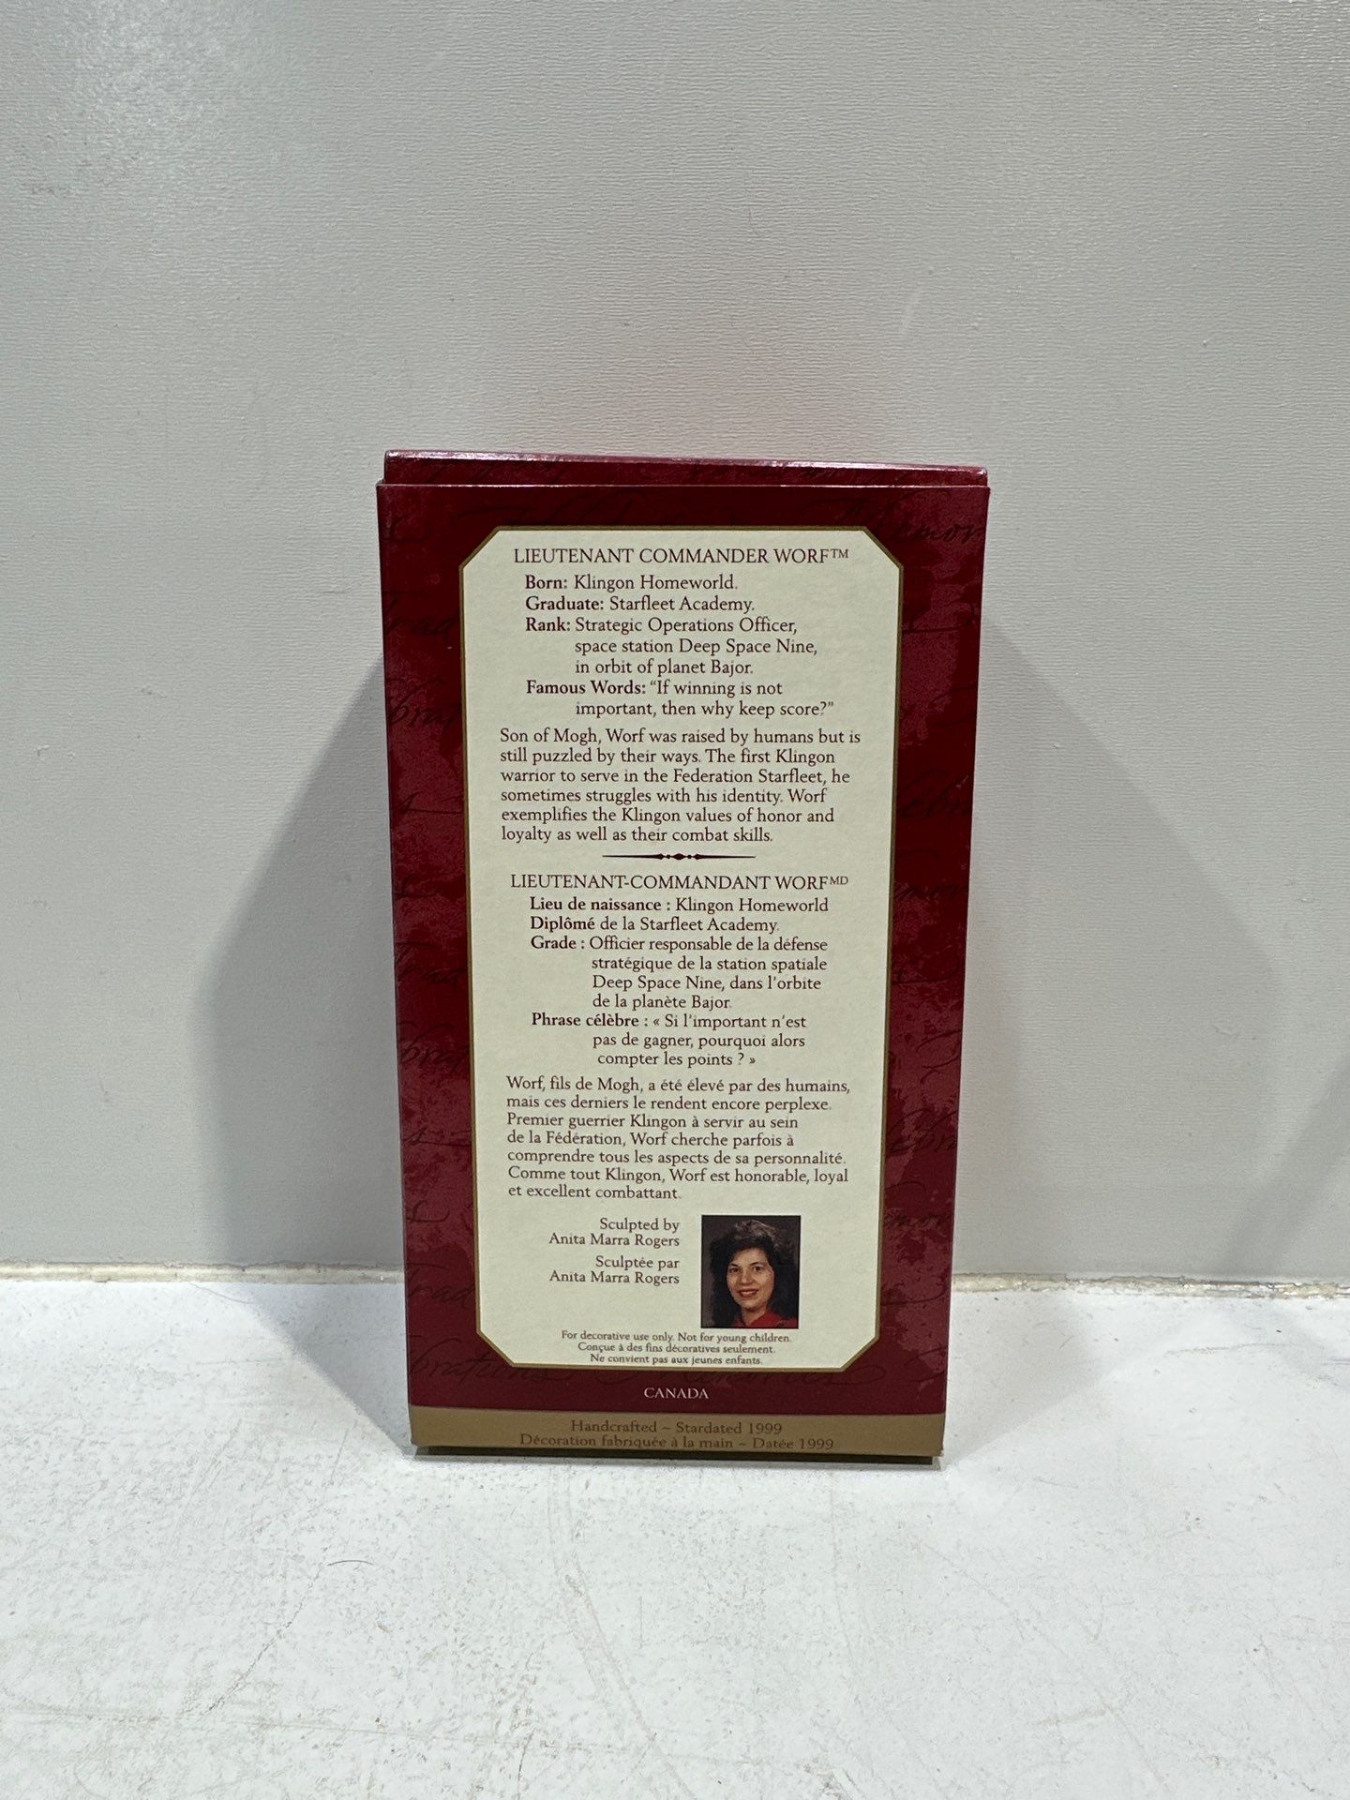 LIEUTENANT COMMANDER WORF™
Born: Klingon Homeworld.
Graduate: Starfleet Academy.
Rank: Strategic Operations Officer,
space station Deep Space Nine,
in orbit of planet Bajor.
Famous Words: “If winning is not
important, then why keep score?”
Son of Mogh, Worf was raised by humans but is
still puzzled by their ways. The first Klingon
warrior to serve in the Federation Starfleet, he
sometimes struggles with his identity. Worf
exemplifies the Klingon values of honor and
loyalty as well as their combat skills.
LIEUTENANT-COMMANDANT WORFMD
Lieu de naissance : Klingon Homeworld
Diplômé de la Starfleet Academy.
Grade : Officier responsable de la défense
stratégique de la station spatiale
Deep Space Nine, dans l'orbite
de la planète Bajor.
Phrase célèbre : « Si l'important n'est
pas de gagner, pourquoi alors
compter les points ? »
Worf, fils de Mogh, a été élevé par des humains,
mais ces derniers le rendent encore perplexe.
Premier guerrier Klingon à servir au sein
de la Fédération, Worf cherche parfois à
comprendre tous les aspects de sa personnalité.
Comme tout Klingon, Worf est honorable, loyal
et excellent combattant.
Sculpted by
Anita Marra Rogers
Sculptée par
Anita Marra Rogers
For decorative use only. Not for young children.
Conçue à des fins décoratives seulement.
Ne convient pas aux jeunes enfants.
CANADA
Handcrafted – Stardated 1999
Décoration fabriquée à la main – Datée 1999